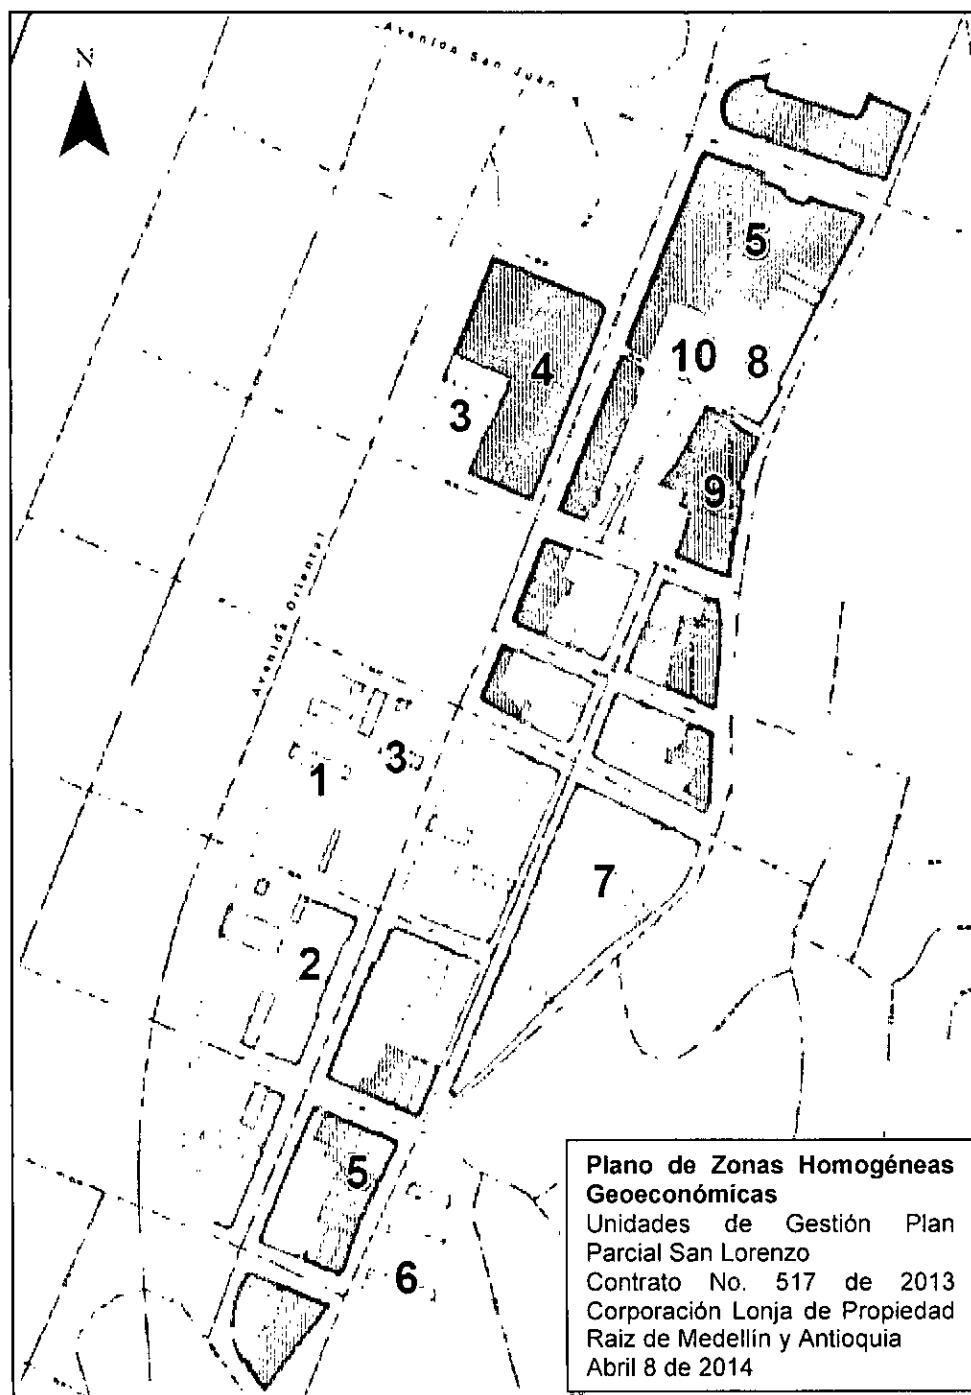 Avenida San Juan
N
5
10
8
4
3
9
Avenida Oriental
3
1
7
2
5
6
Plano de Zonas Homogéneas
Geoeconómicas
Unidades de Gestión Plan
Parcial San Lorenzo
Contrato No. 517 de 2013
Corporación Lonja de Propiedad
Raiz de Medellín y Antioquia
Abril 8 de 2014